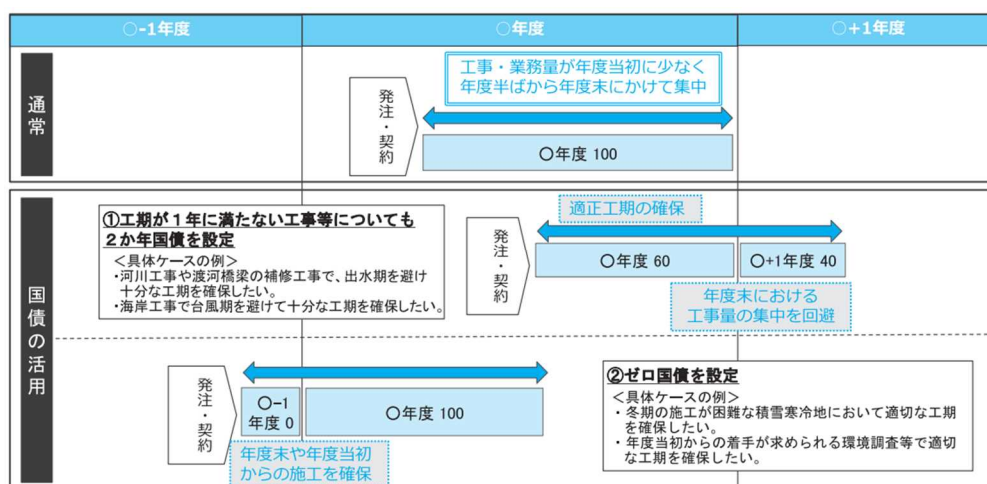 ○-1年度
○年度
○+1年度
通常
発注・契約
工事・業務量が年度当初に少なく
年度半ばから年度末にかけて集中
○年度 100
国債の活用
①工期が1年に満たない工事等についても
2か年国債を設定
＜具体ケースの例＞
・河川工事や渡河橋梁の補修工事で、出水期を避け
十分な工期を確保したい。
・海岸工事で台風期を避けて十分な工期を確保したい。
発注・契約
適正工期の確保
○年度 60
○+1年度 40
年度末における
工事量の集中を回避
発注・契約
○-1
年度 0
○年度 100
年度末や年度当初
からの施工を確保
②ゼロ国債を設定
＜具体ケースの例＞
・冬期の施工が困難な積雪寒冷地において適切な工期
を確保したい。
・年度当初からの着手が求められる環境調査等で適切
な工期を確保したい。